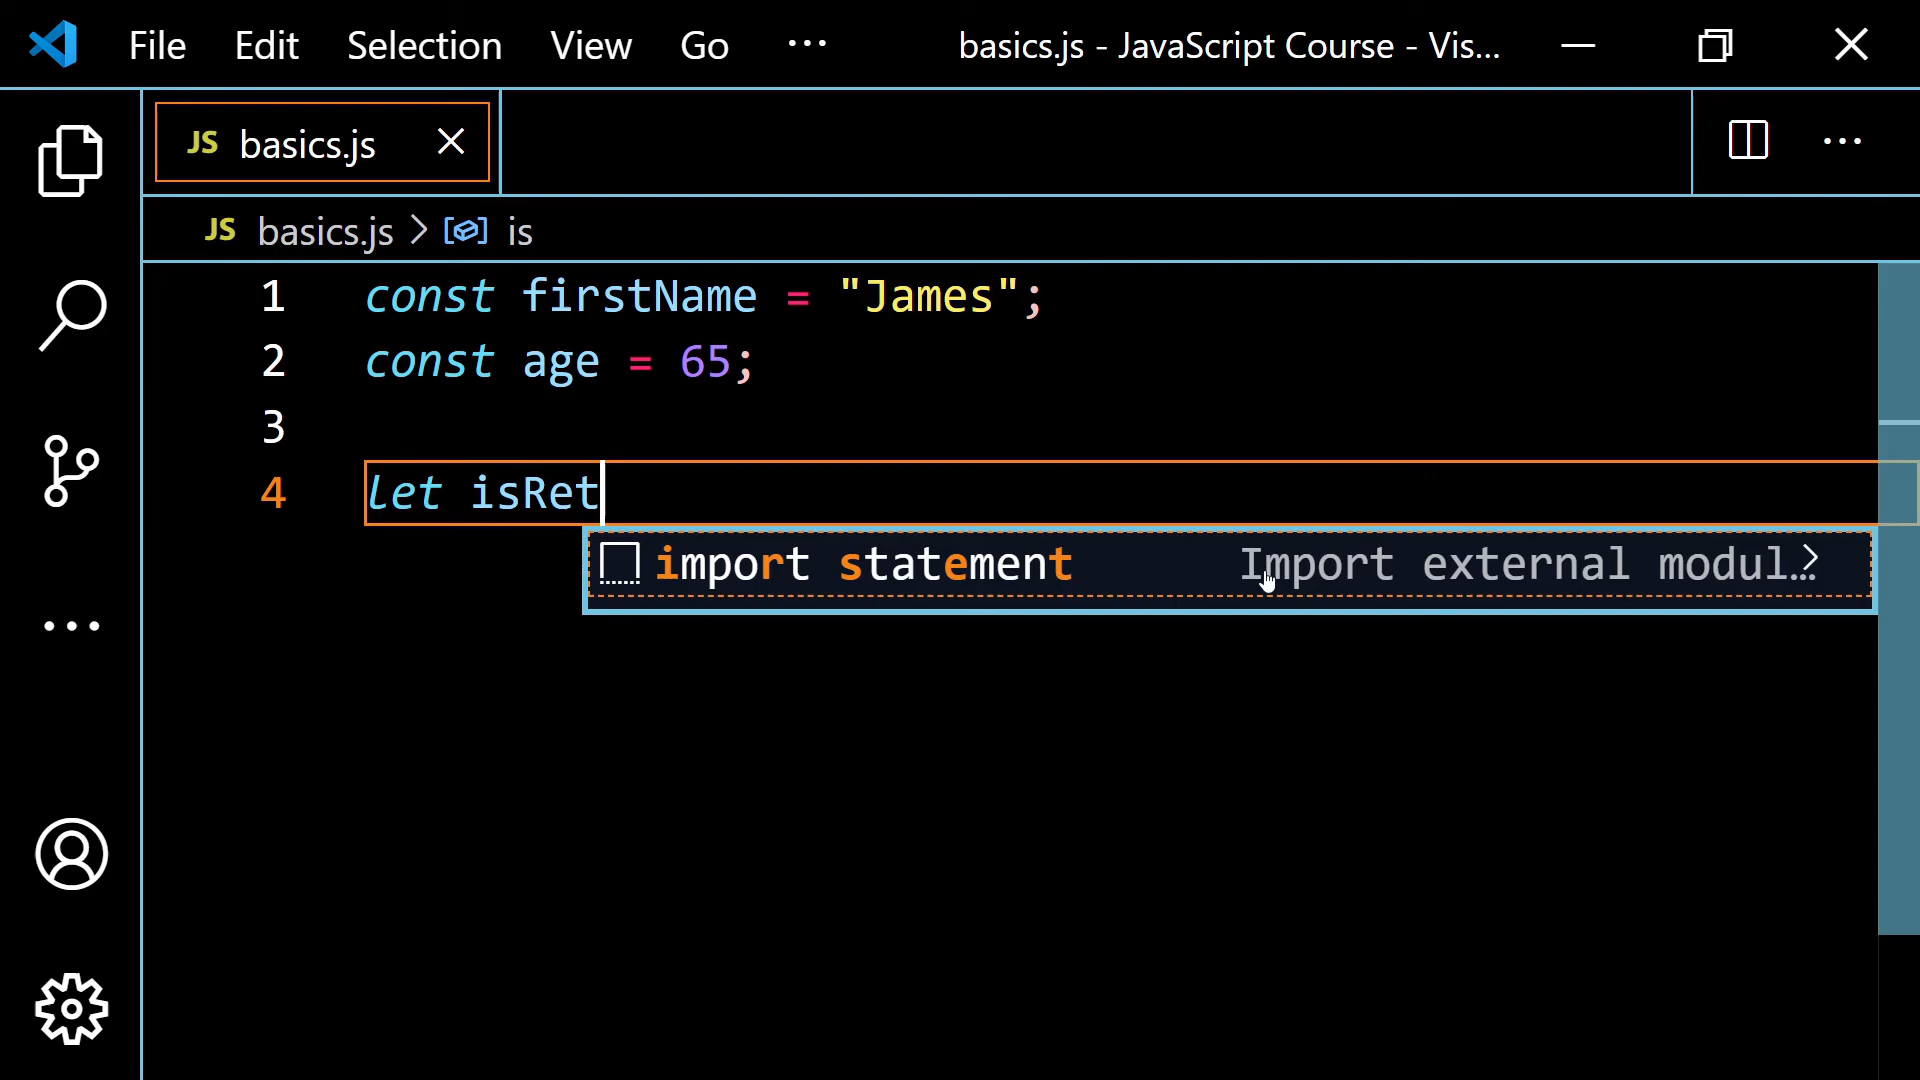 File Edit Selection View Go ··· basics.js - JavaScript Course - Vis...
JS basics.js
JS basics.js > is
1 const firstName = "James";
2 const age = 65;
3
4 let isRet
import statement Import external modul…